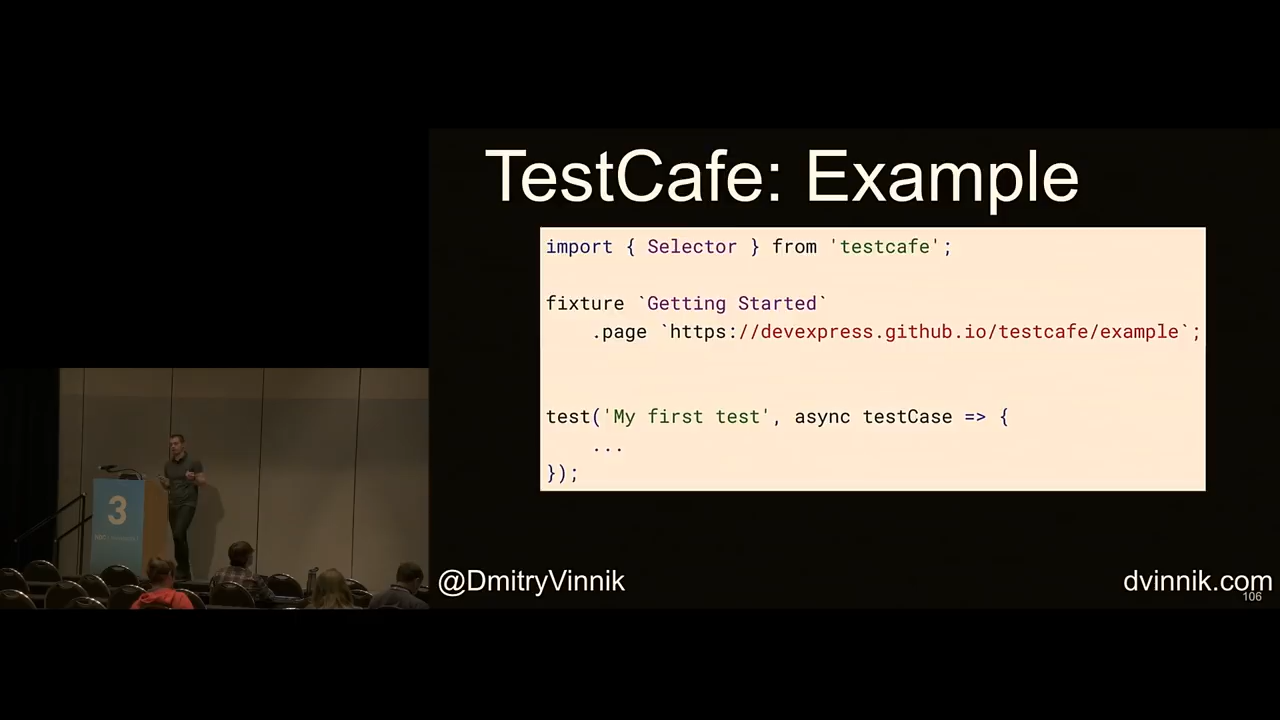 TestCafe: Example
import { Selector } from 'testcafe';
fixture `Getting Started`
.page `https://devexpress.github.io/testcafe/example`;
test('My first test', async testCase => {
...
});
3
@DmitryVinnik
dvinnik.com
106